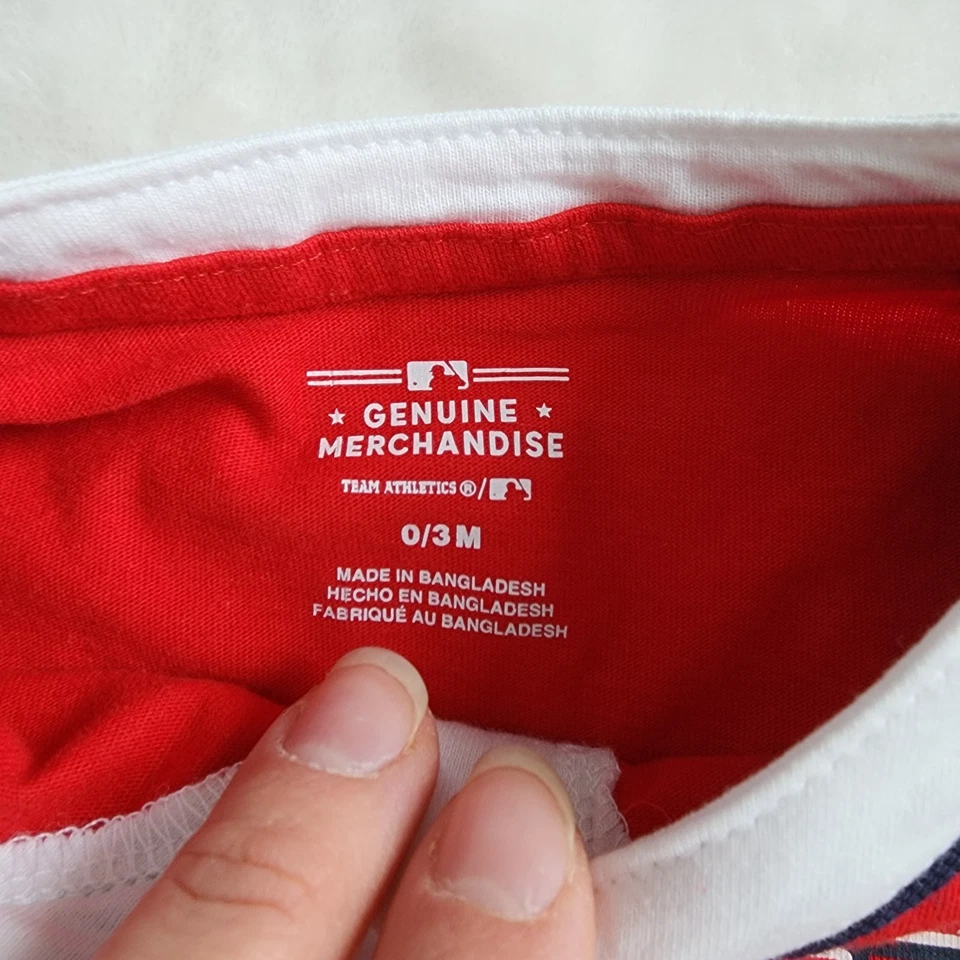 GENUINE
MERCHANDISE
TEAM ATHLETICS®/
0/3 M
MADE IN BANGLADESH
HECHO EN BANGLADESH
FABRIQUÉ AU BANGLADESH